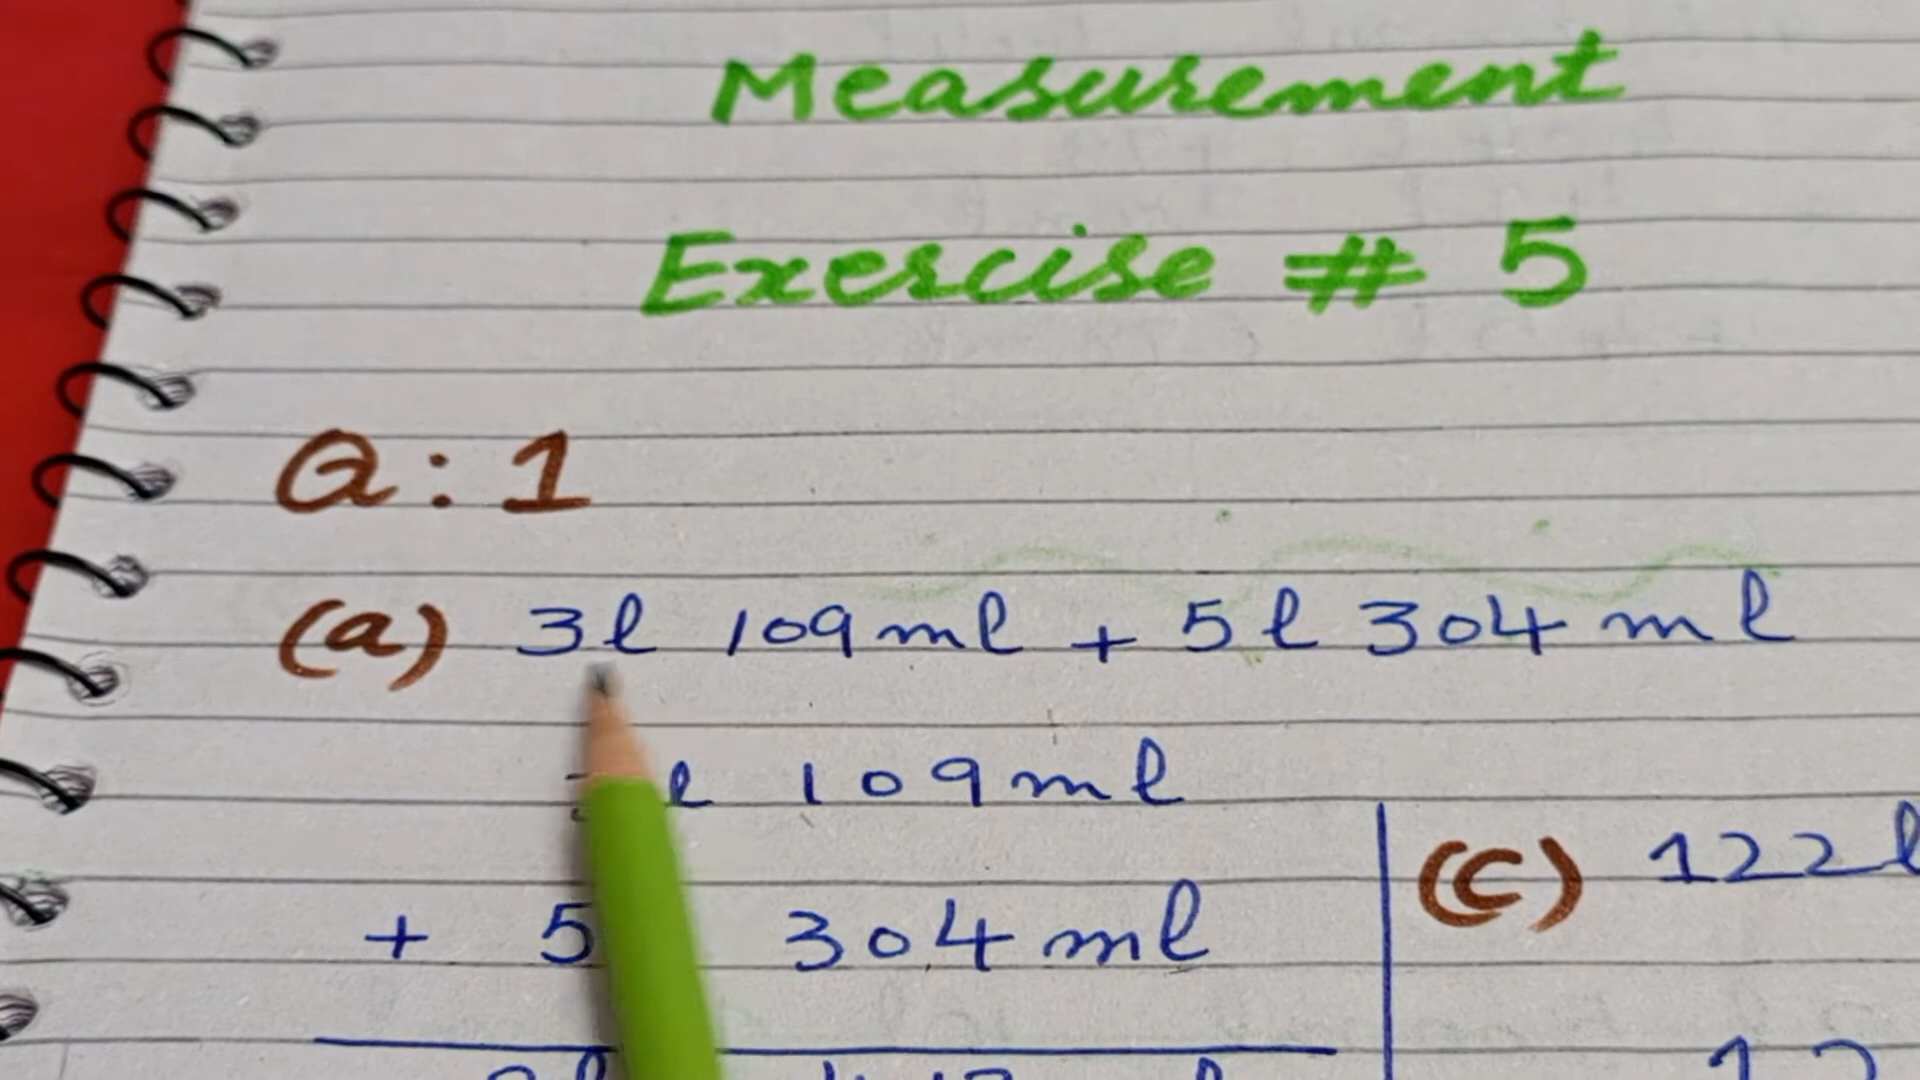 Measurement
Exercise # 5
Q : 1
(a) 3l 109ml + 5l 304ml
l 109ml
(c) 122l
+ 5 304ml